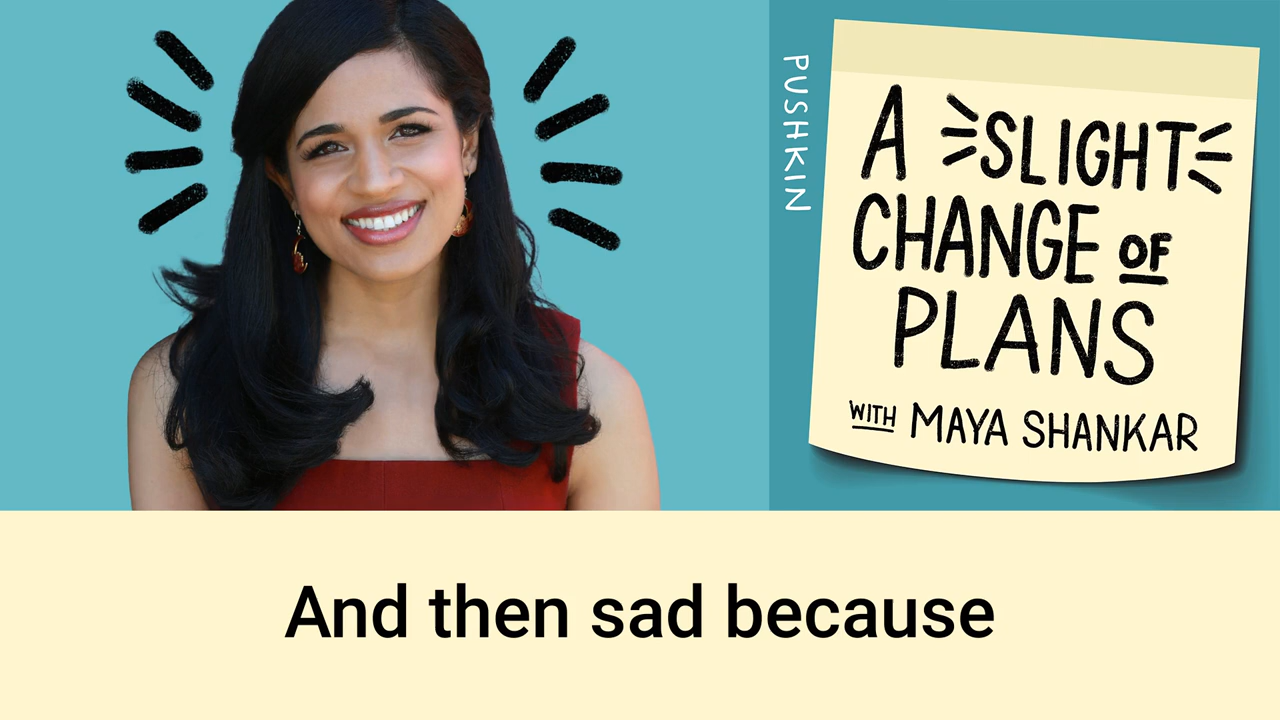 PUSHKIN
A SLIGHT
CHANGE OF
PLANS
WITH MAYA SHANKAR
And then sad because